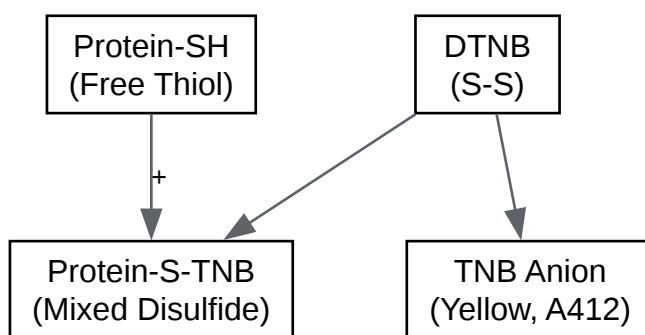 Protein-SH
(Free Thiol)
DTNB
(S-S)
+
Protein-S-TNB
(Mixed Disulfide)
TNB Anion
(Yellow, A412)